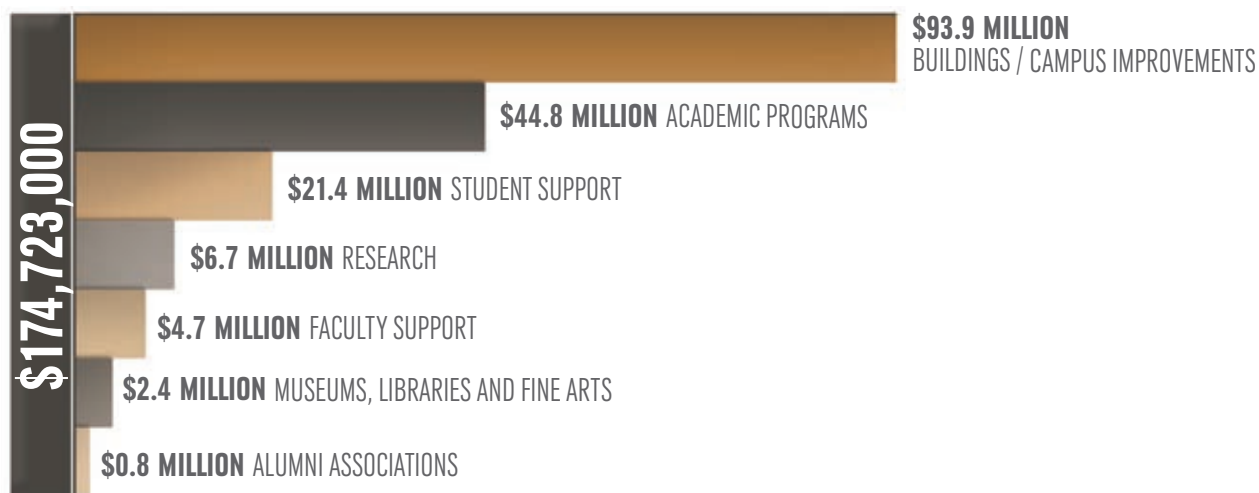 $174,723,000
$93.9 MILLION
BUILDINGS / CAMPUS IMPROVEMENTS
$44.8 MILLION ACADEMIC PROGRAMS
$21.4 MILLION STUDENT SUPPORT
$6.7 MILLION RESEARCH
$4.7 MILLION FACULTY SUPPORT
$2.4 MILLION MUSEUMS, LIBRARIES AND FINE ARTS
$0.8 MILLION ALUMNI ASSOCIATIONS